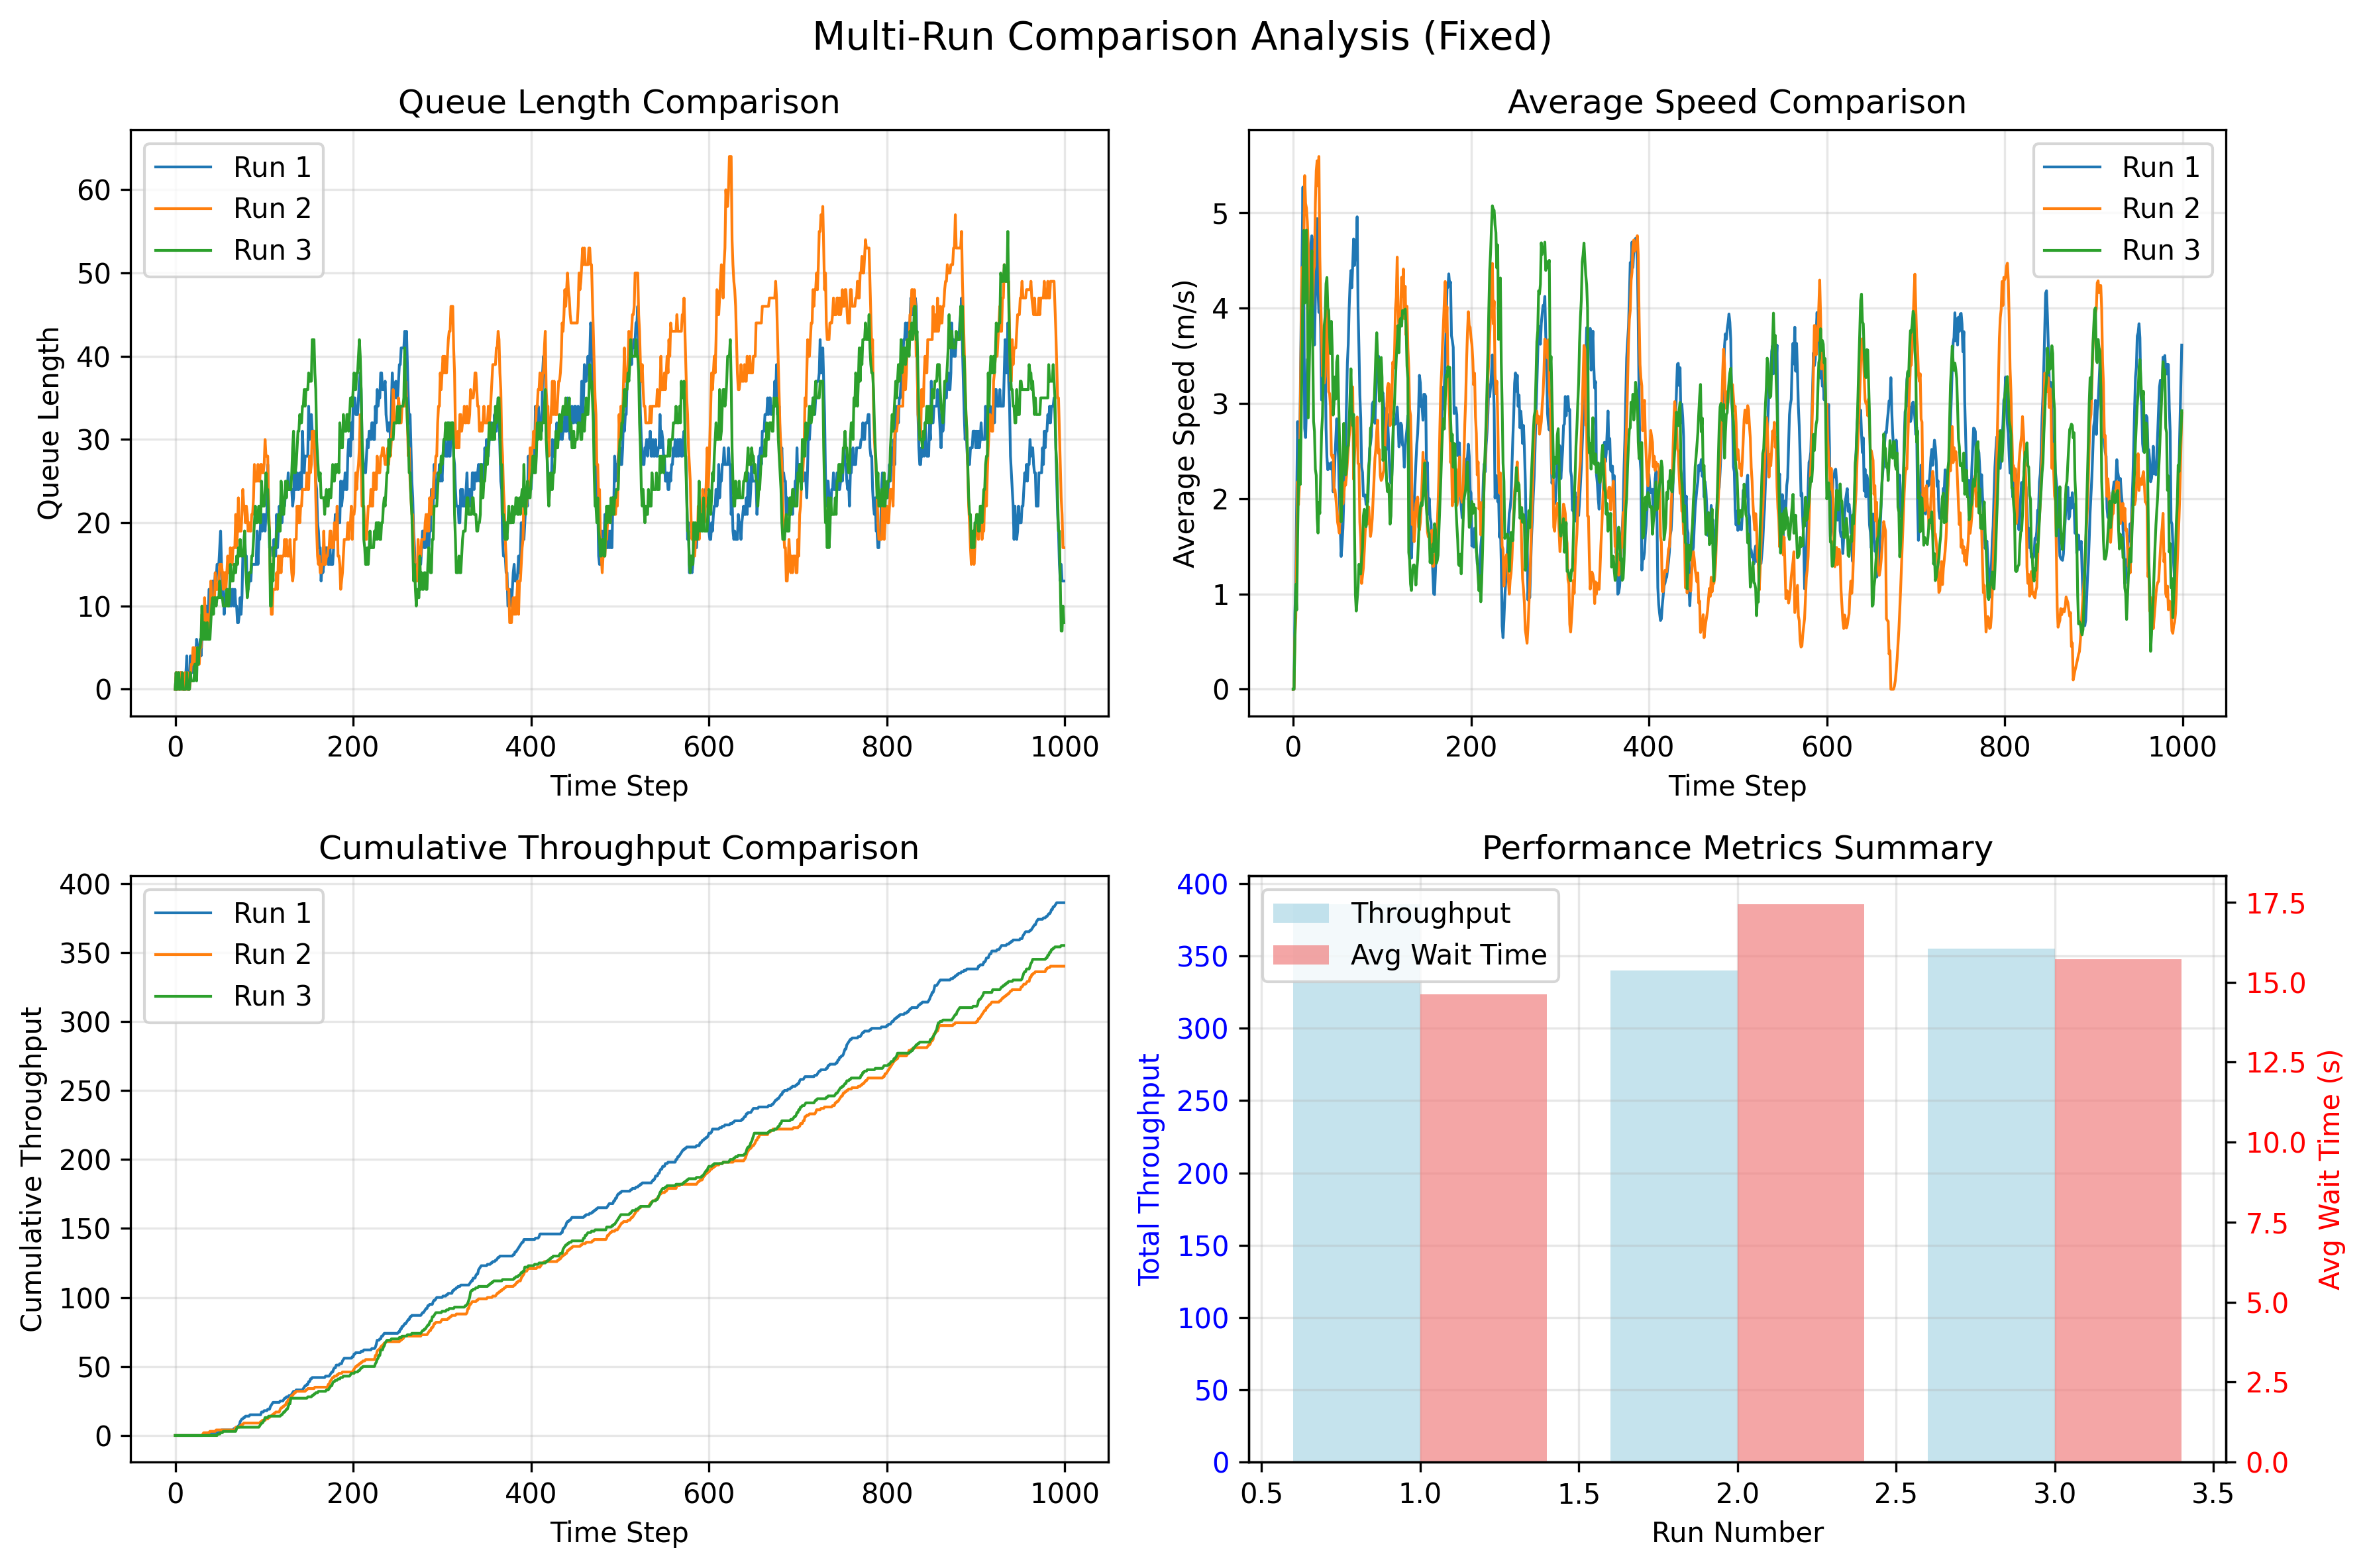 Multi-Run Comparison Analysis (Fixed)
Queue Length Comparison
Queue Length
60
50
40
30
20
10
0
Run 1
Run 2
Run 3
0 200 400 600 800 1000
Time Step
Average Speed Comparison
Average Speed (m/s)
5
4
3
2
1
0
Run 1
Run 2
Run 3
0 200 400 600 800 1000
Time Step
Cumulative Throughput Comparison
Cumulative Throughput
400
350
300
250
200
150
100
50
0
Run 1
Run 2
Run 3
0 200 400 600 800 1000
Time Step
Performance Metrics Summary
Total Throughput
400
350
300
250
200
150
100
50
0
Throughput
Avg Wait Time
17.5
15.0
12.5
10.0
7.5
5.0
2.5
0.0
Avg Wait Time (s)
0.5 1.0 1.5 2.0 2.5 3.0 3.5
Run Number